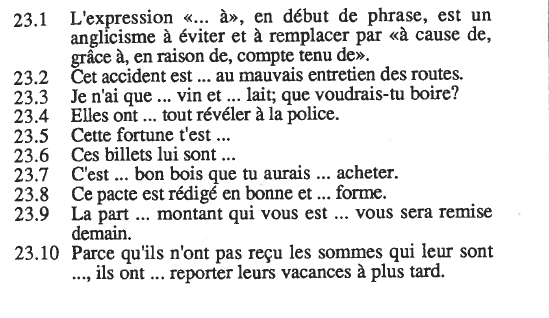 23.1 L'expression «... à», en début de phrase, est un
anglicisme à éviter et à remplacer par «à cause de,
grâce à, en raison de, compte tenu de».
23.2 Cet accident est ... au mauvais entretien des routes.
23.3 Je n'ai que ... vin et ... lait; que voudrais-tu boire?
23.4 Elles ont ... tout révéler à la police.
23.5 Cette fortune t'est ...
23.6 Ces billets lui sont ...
23.7 C'est ... bon bois que tu aurais ... acheter.
23.8 Ce pacte est rédigé en bonne et ... forme.
23.9 La part ... montant qui vous est ... vous sera remise
demain.
23.10 Parce qu'ils n'ont pas reçu les sommes qui leur sont
..., ils ont ... reporter leurs vacances à plus tard.